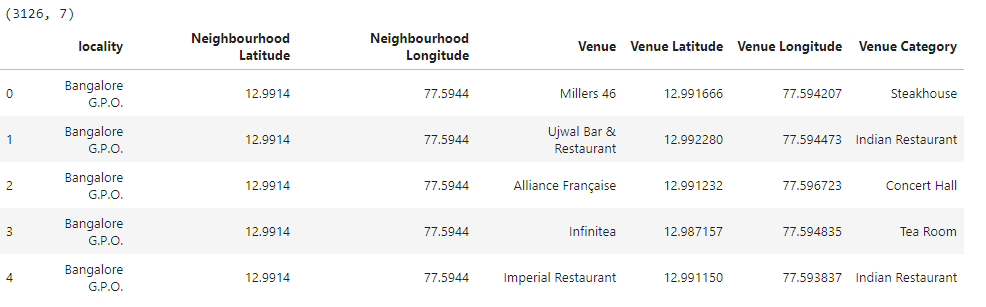 (3126, 7)
locality Neighbourhood Latitude Neighbourhood Longitude Venue Venue Latitude Venue Longitude Venue Category
0 Bangalore G.P.O. 12.9914 77.5944 Millers 46 12.991666 77.594207 Steakhouse
1 Bangalore G.P.O. 12.9914 77.5944 Ujwal Bar & Restaurant 12.992280 77.594473 Indian Restaurant
2 Bangalore G.P.O. 12.9914 77.5944 Alliance Française 12.991232 77.596723 Concert Hall
3 Bangalore G.P.O. 12.9914 77.5944 Infinitea 12.987157 77.594835 Tea Room
4 Bangalore G.P.O. 12.9914 77.5944 Imperial Restaurant 12.991150 77.593837 Indian Restaurant